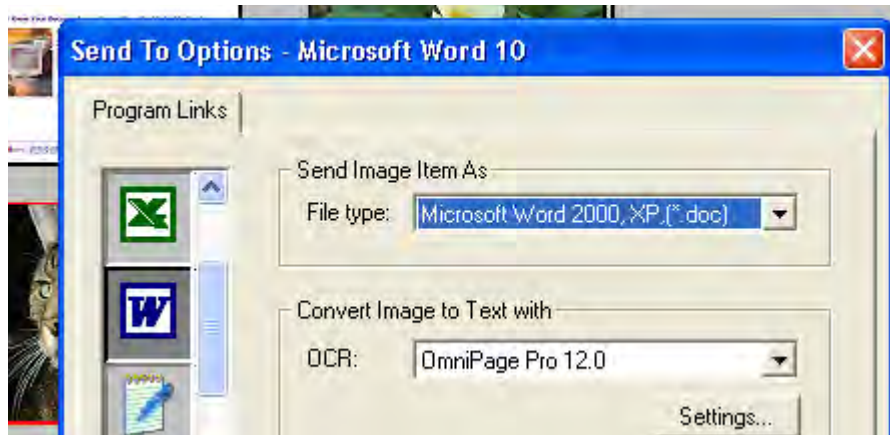 Send To Options - Microsoft Word 10
Program Links
Send Image Item As
File type: Microsoft Word 2000, XP,(*.doc)
Convert Image to Text with
OCR: OmniPage Pro 12.0
Settings...